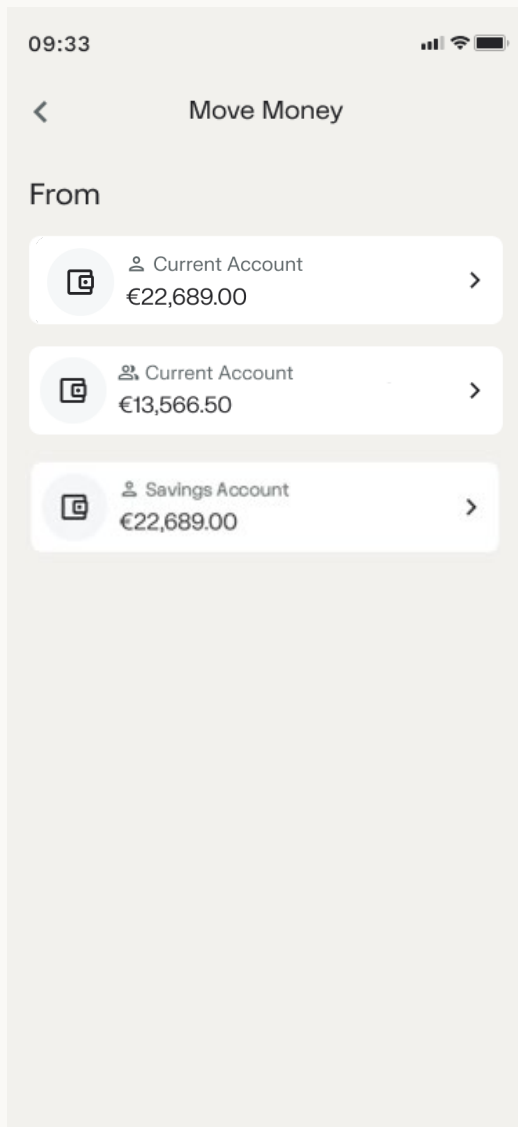 09:33
Move Money
From
Current Account
€22,689.00
Current Account
€13,566.50
Savings Account
€22,689.00